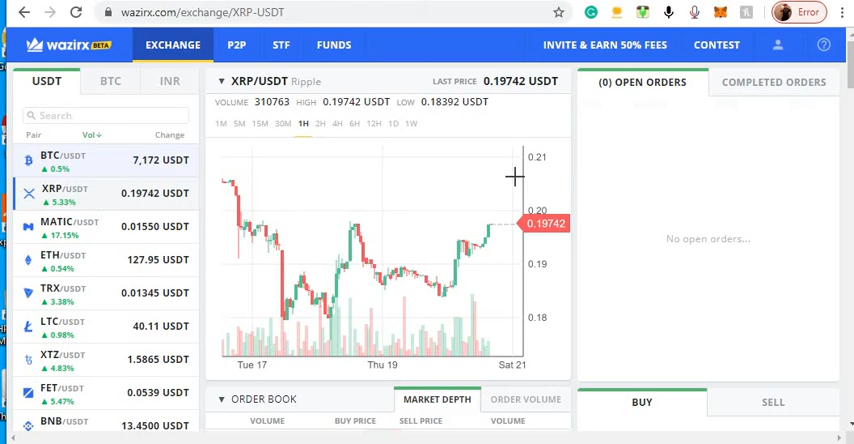 wazirx.com/exchange/XRP-USDT
Error
wazirx BETA
EXCHANGE
P2P
STF
FUNDS
INVITE & EARN 50% FEES
CONTEST
USDT
BTC
INR
Search
Pair
Vol↓
Change
BTC/USDT
7,172 USDT
▲ 0.5%
XRP/USDT
0.19742 USDT
▲ 5.33%
MATIC/USDT
0.01550 USDT
▲ 17.15%
ETH/USDT
127.95 USDT
▲ 0.54%
TRX/USDT
0.01345 USDT
▲ 3.38%
LTC/USDT
40.11 USDT
▲ 0.98%
XTZ/USDT
1.5865 USDT
▲ 4.83%
FET/USDT
0.0539 USDT
▲ 5.47%
BNB/USDT
13.4500 USDT
▼ XRP/USDT Ripple
LAST PRICE 0.19742 USDT
VOLUME 310763 HIGH 0.19742 USDT LOW 0.18392 USDT
1M 5M 15M 30M 1H 2H 4H 6H 12H 1D 1W
0.21
0.20
0.19742
0.19
0.18
Tue 17
Thu 19
Sat 21
▼ ORDER BOOK
MARKET DEPTH
ORDER VOLUME
VOLUME
BUY PRICE
SELL PRICE
VOLUME
(0) OPEN ORDERS
COMPLETED ORDERS
No open orders...
BUY
SELL